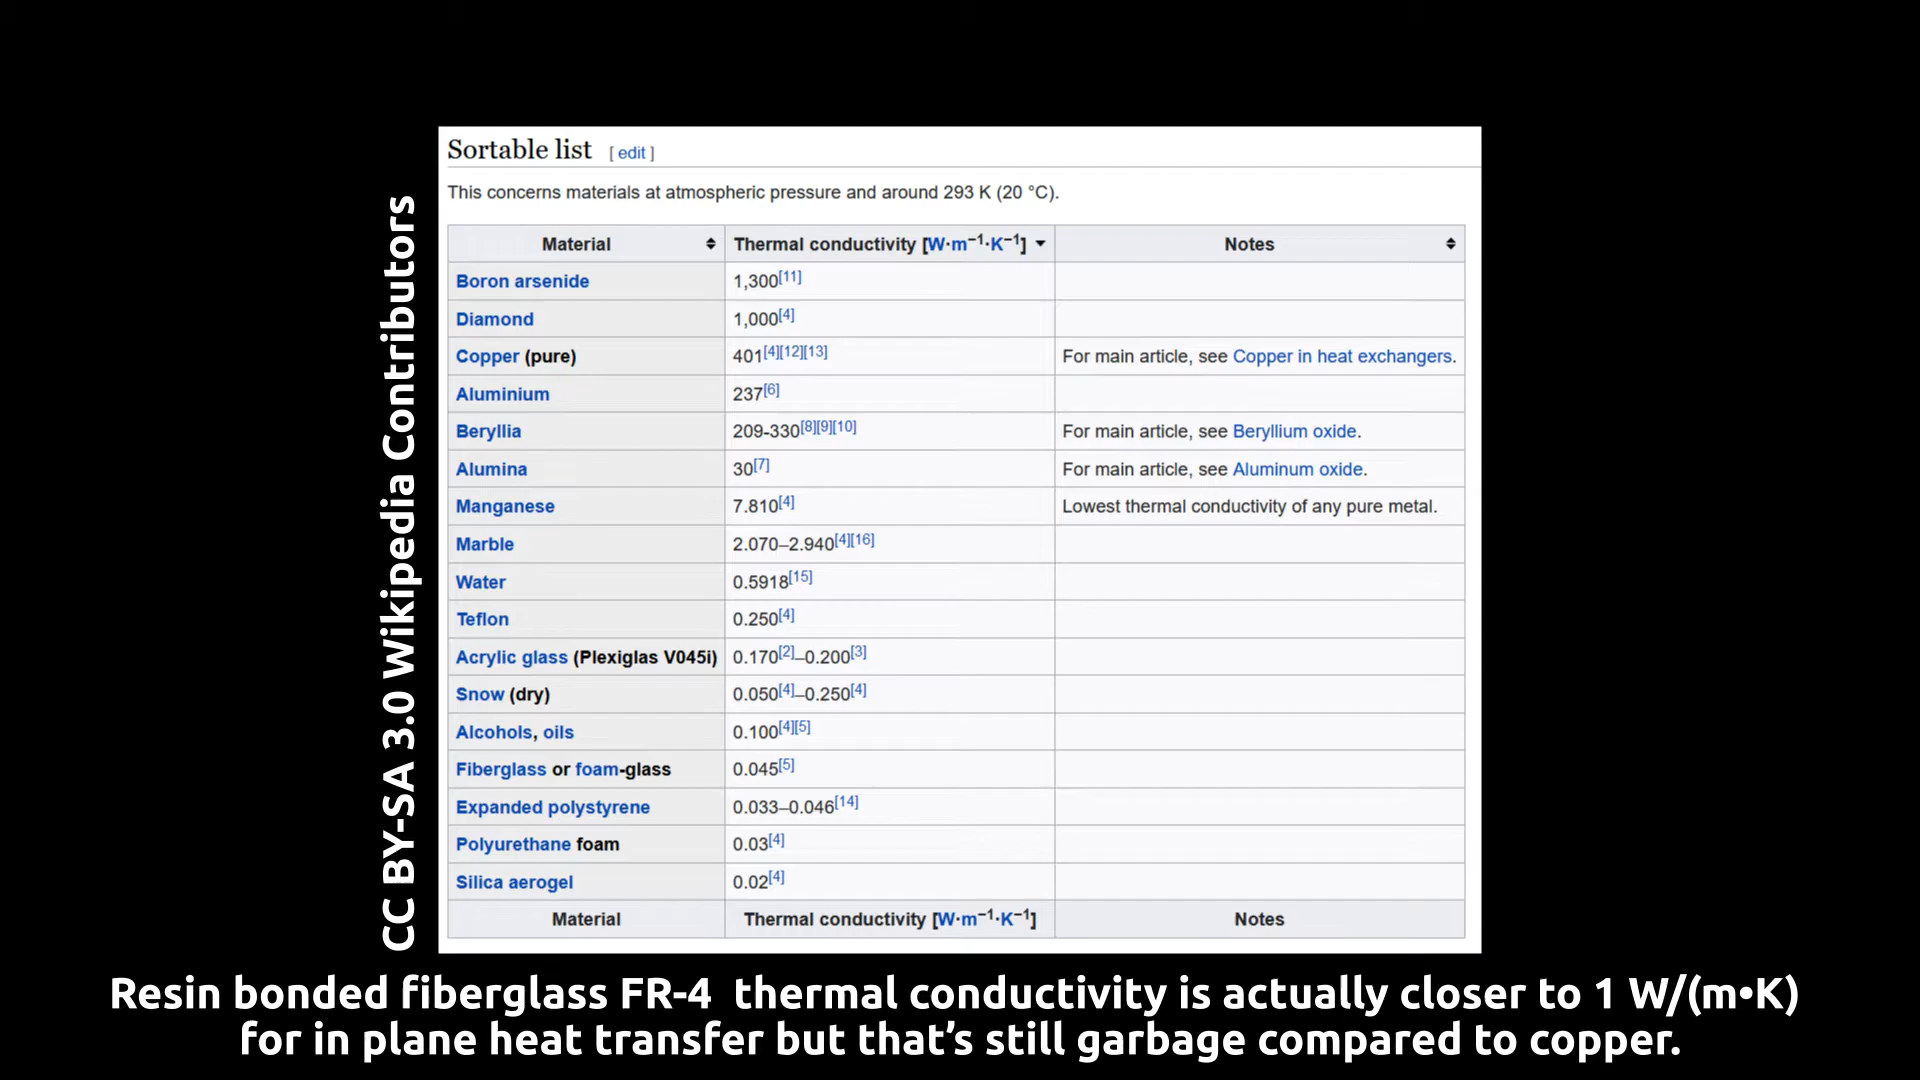 CC BY-SA 3.0 Wikipedia Contributors
Sortable list [ edit ]
This concerns materials at atmospheric pressure and around 293 K (20 °C).
Material Thermal conductivity [W·m−1·K−1] Notes
Boron arsenide 1,300[11]
Diamond 1,000[4]
Copper (pure) 401[4][12][13] For main article, see Copper in heat exchangers.
Aluminium 237[6]
Beryllia 209-330[8][9][10] For main article, see Beryllium oxide.
Alumina 30[7] For main article, see Aluminum oxide.
Manganese 7.810[4] Lowest thermal conductivity of any pure metal.
Marble 2.070–2.940[4][16]
Water 0.5918[15]
Teflon 0.250[4]
Acrylic glass (Plexiglas V045i) 0.170[2]–0.200[3]
Snow (dry) 0.050[4]–0.250[4]
Alcohols, oils 0.100[4][5]
Fiberglass or foam-glass 0.045[5]
Expanded polystyrene 0.033–0.046[14]
Polyurethane foam 0.03[4]
Silica aerogel 0.02[4]
Material Thermal conductivity [W·m−1·K−1] Notes
Resin bonded fiberglass FR-4 thermal conductivity is actually closer to 1 W/(m•K)
for in plane heat transfer but that’s still garbage compared to copper.